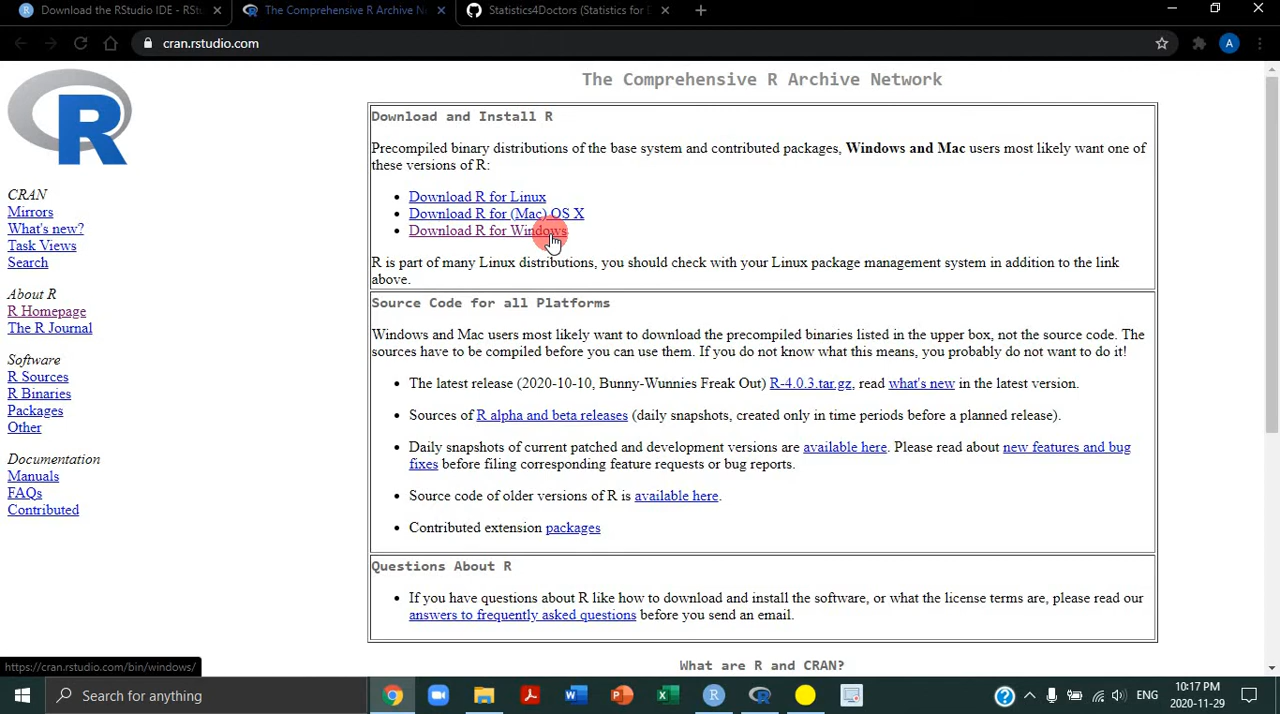 Download the RStudio IDE - RSt
The Comprehensive R Archive N
Statistics4Doctors (Statistics for D
cran.rstudio.com
A
The Comprehensive R Archive Network
R
Download and Install R
Precompiled binary distributions of the base system and contributed packages, Windows and Mac users most likely want one of
these versions of R:
Download R for Linux
Download R for (Mac) OS X
Download R for Windows
R is part of many Linux distributions, you should check with your Linux package management system in addition to the link
above.
CRAN
Mirrors
What's new?
Task Views
Search
About R
R Homepage
The R Journal
Software
R Sources
R Binaries
Packages
Other
Documentation
Manuals
FAQs
Contributed
Source Code for all Platforms
Windows and Mac users most likely want to download the precompiled binaries listed in the upper box, not the source code. The
sources have to be compiled before you can use them. If you do not know what this means, you probably do not want to do it!
The latest release (2020-10-10, Bunny-Wunnies Freak Out) R-4.0.3.tar.gz, read what's new in the latest version.
Sources of R alpha and beta releases (daily snapshots, created only in time periods before a planned release).
Daily snapshots of current patched and development versions are available here. Please read about new features and bug
fixes before filing corresponding feature requests or bug reports.
Source code of older versions of R is available here.
Contributed extension packages
Questions About R
If you have questions about R like how to download and install the software, or what the license terms are, please read our
answers to frequently asked questions before you send an email.
What are R and CRAN?
https://cran.rstudio.com/bin/windows/
Search for anything
ENG
10:17 PM
2020-11-29